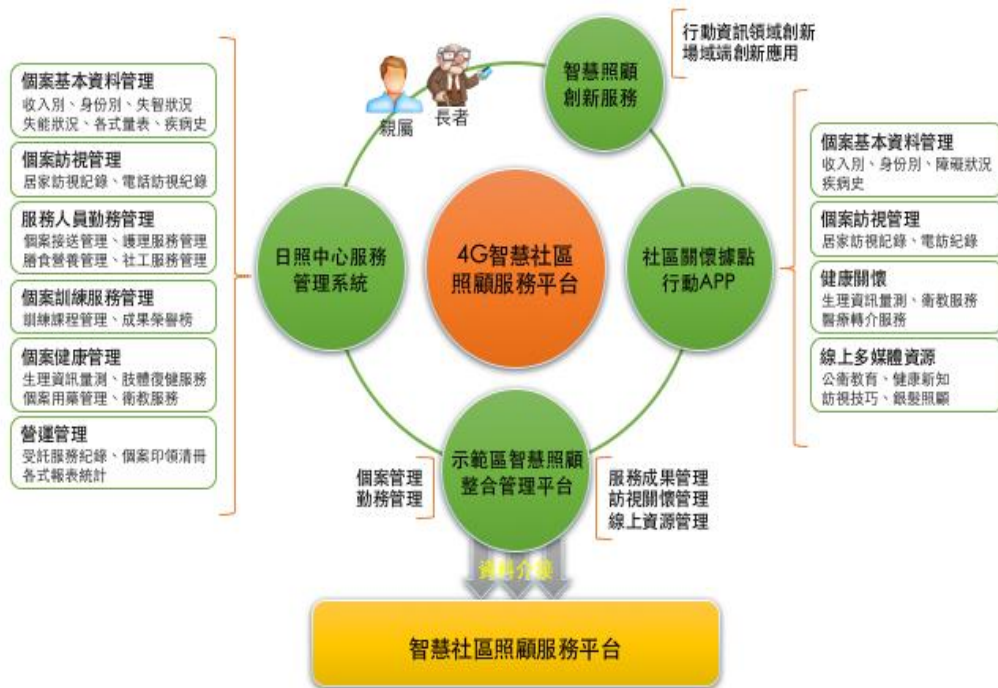 行動資訊領域創新
場域端創新應用
智慧照顧
創新服務
親屬
長者
個案基本資料管理
收入別、身份別、失智狀況
失能狀況、各式量表、疾病史
個案訪視管理
居家訪視記錄、電話訪視紀錄
服務人員勤務管理
個案接送管理、護理服務管理
膳食營養管理、社工服務管理
個案訓練服務管理
訓練課程管理、成果榮譽榜
個案健康管理
生理資訊量測、肢體復健服務
個案用藥管理、衛教服務
營運管理
受託服務紀錄、個案印領清冊
各式報表統計
日照中心服務
管理系統
4G智慧社區
照顧服務平台
社區關懷據點
行動APP
個案基本資料管理
收入別、身份別、障礙狀況
疾病史
個案訪視管理
居家訪視記錄、電訪紀錄
健康關懷
生理資訊量測、衛教服務
醫療轉介服務
線上多媒體資源
公衛教育、健康新知
訪視技巧、銀髮照顧
個案管理
勤務管理
示範區智慧照顧
整合管理平台
服務成果管理
訪視關懷管理
線上資源管理
資料介接
智慧社區照顧服務平台